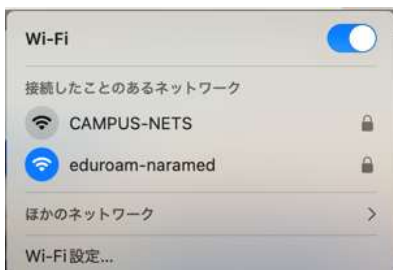 Wi-Fi
接続したことのあるネットワーク
CAMPUS-NETS
eduroam-naramed
ほかのネットワーク
Wi-Fi設定...